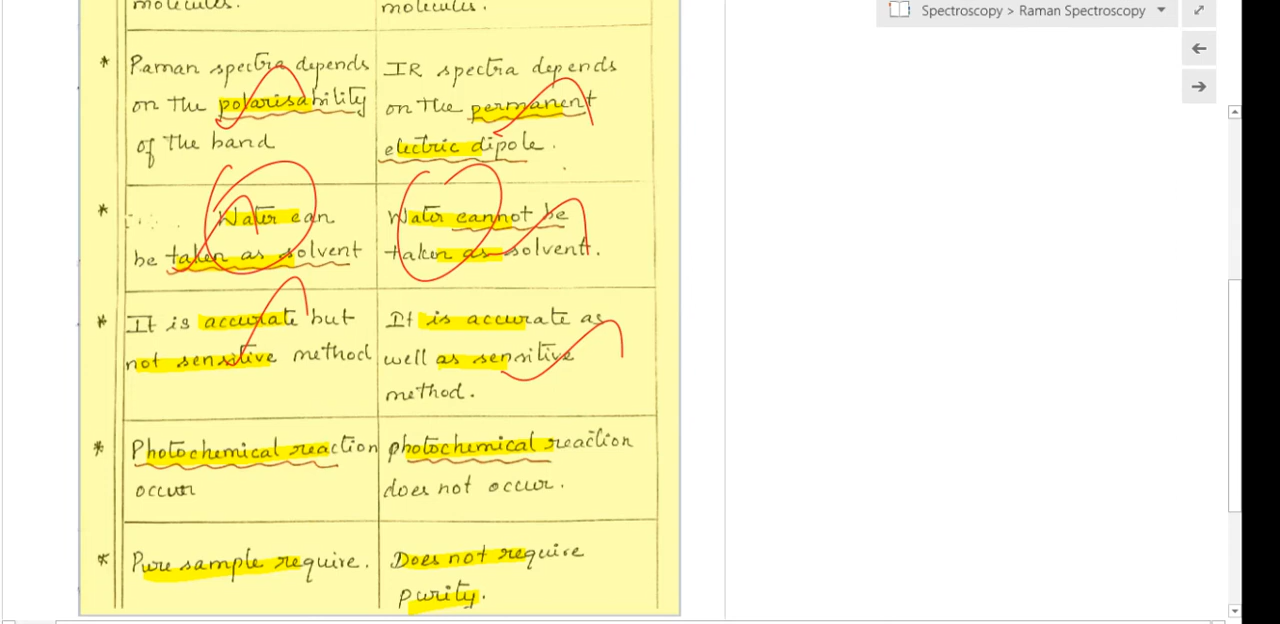 molecules.
molecules.
Spectroscopy > Raman Spectroscopy
* Raman spectra depends
on the polarisability
of the band
IR spectra depends
on the permanent
electric dipole.
* Water can
be taken as solvent
Water cannot be
taken as solvent.
* It is accurate but
not sensitive method
It is accurate as
well as sensitive
method.
* Photochemical reaction
occur
photochemical reaction
does not occur.
* Pure sample require.
Does not require
purity.